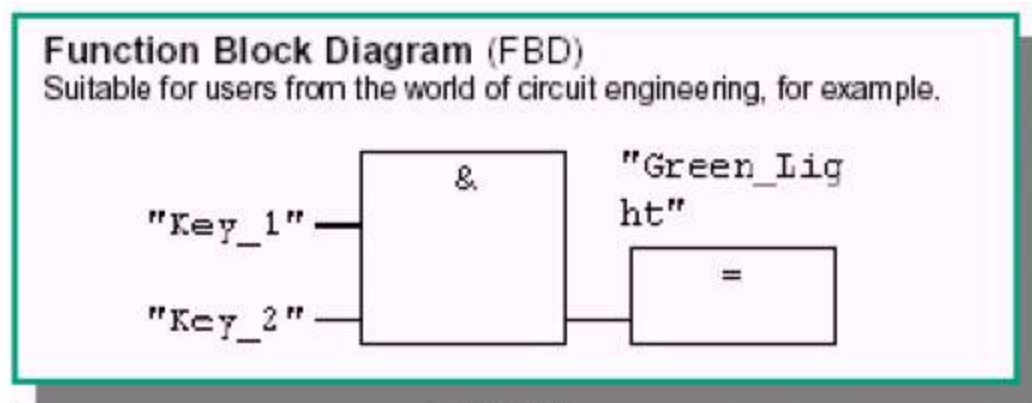 Function Block Diagram (FBD)
Suitable for users from the world of circuit engineering, for example.
&
"Green_Lig
ht"
"Key_1"
=
"Key_2"